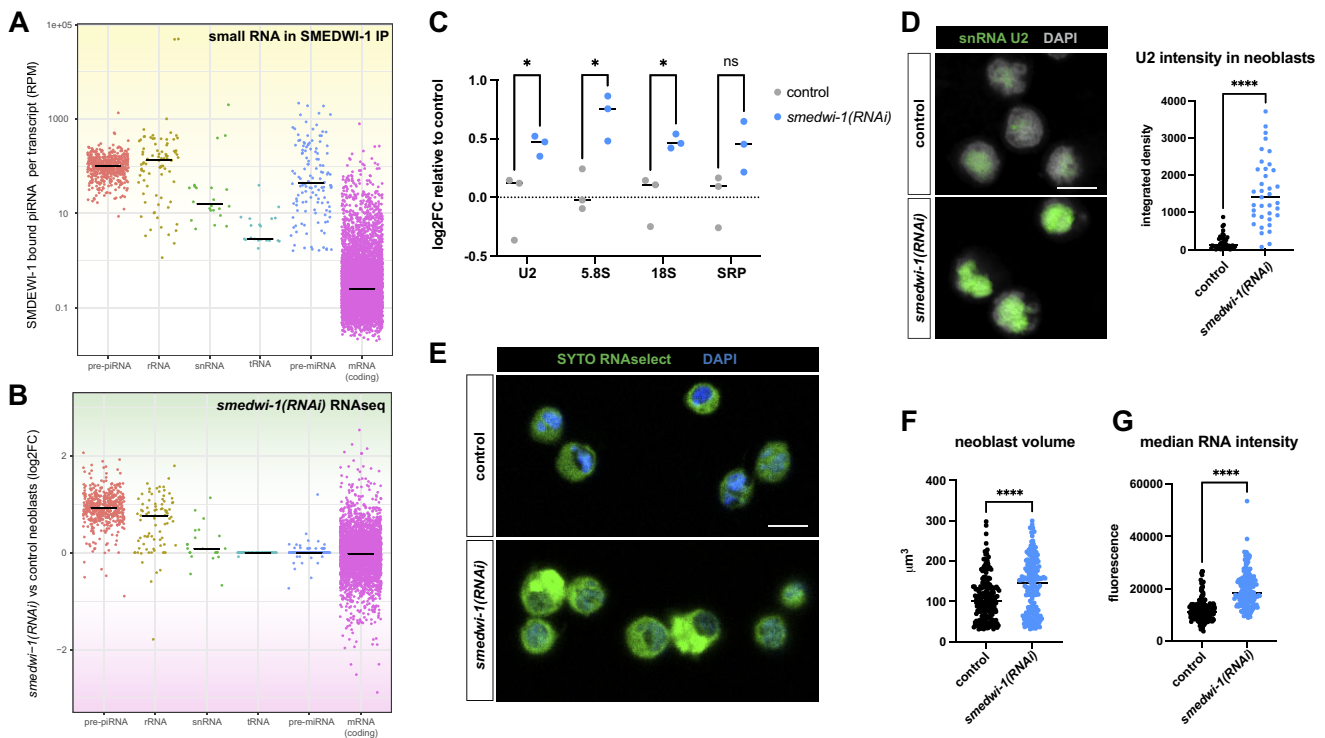 A
small RNA in SMEDWI-1 IP
SMDEWI-1 bound piRNA per transcript (RPM)
1e+05
1000
10
0.1
pre-piRNA rRNA snRNA tRNA pre-miRNA mRNA
(coding)
B
smedwi-1(RNAi) RNAseq
smedwi−1(RNAi) vs control neoblasts (log2FC)
2
0
−2
pre-piRNA rRNA snRNA tRNA pre-miRNA mRNA
(coding)
C
log2FC relative to control
1.0
0.5
0.0
-0.5
* * * ns
U2 5.8S 18S SRP
control
smedwi-1(RNAi)
D
snRNA U2 DAPI
control
smedwi-1(RNAi)
U2 intensity in neoblasts
****
integrated density
4000
3000
2000
1000
0
control
smedwi-1(RNAi)
E
SYTO RNAselect DAPI
control
smedwi-1(RNAi)
F
neoblast volume
****
μm3
400
300
200
100
0
control
smedwi-1(RNAi)
G
median RNA intensity
****
fluorescence
60000
40000
20000
0
control
smedwi-1(RNAi)